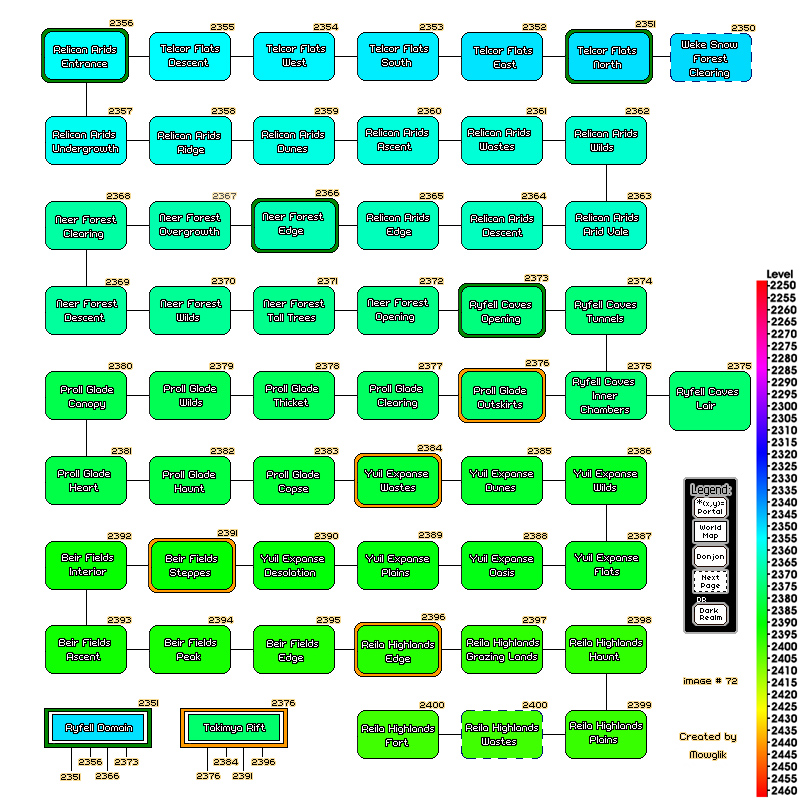 2356 2355 2354 2353 2352 2351 2350
Relican Arids Entrance
Telcor Flats Descent
Telcor Flats West
Telcor Flats South
Telcor Flats East
Telcor Flats North
Weke Snow Forest Clearing
2357 2358 2359 2360 2361 2362
Relican Arids Undergrowth
Relican Arids Ridge
Relican Arids Dunes
Relican Arids Ascent
Relican Arids Wastes
Relican Arids Wilds
2368 2367 2366 2365 2364 2363
Neer Forest Clearing
Neer Forest Overgrowth
Neer Forest Edge
Relican Arids Edge
Relican Arids Descent
Relican Arids Arid Vale
2369 2370 2371 2372 2373 2374
Neer Forest Descent
Neer Forest Wilds
Neer Forest Tall Trees
Neer Forest Opening
Ryfell Caves Opening
Ryfell Caves Tunnels
2380 2379 2378 2377 2376 2375 2375
Proll Glade Canopy
Proll Glade Wilds
Proll Glade Thicket
Proll Glade Clearing
Proll Glade Outskirts
Ryfell Caves Inner Chambers
Ryfell Caves Lair
2381 2382 2383 2384 2385 2386
Proll Glade Heart
Proll Glade Haunt
Proll Glade Copse
Yuil Expanse Wastes
Yuil Expanse Dunes
Yuil Expanse Wilds
2392 2391 2390 2389 2388 2387
Beir Fields Interior
Beir Fields Steppes
Yuil Expanse Desolation
Yuil Expanse Plains
Yuil Expanse Oasis
Yuil Expanse Flats
2393 2394 2395 2396 2397 2398
Beir Fields Ascent
Beir Fields Peak
Beir Fields Edge
Reila Highlands Edge
Reila Highlands Grazing Lands
Reila Highlands Haunt
2351 2376 2400 2400 2399
Ryfell Domain
Takimya Rift
Reila Highlands Fort
Reila Highlands Wastes
Reila Highlands Plains
2356 2373
2351 2366
2384 2396
2376 2391
Level
2250
2255
2260
2265
2270
2275
2280
2285
2290
2295
2300
2305
2310
2315
2320
2325
2330
2335
2340
2345
2350
2355
2360
2365
2370
2375
2380
2385
2390
2395
2400
2405
2410
2415
2420
2425
2430
2435
2440
2445
2450
2455
2460
Legend:
*(x,y)=
Portal
World
Map
Donjon
Next
Page
DR
Dark
Realm
image # 72
Created by
Mowglik